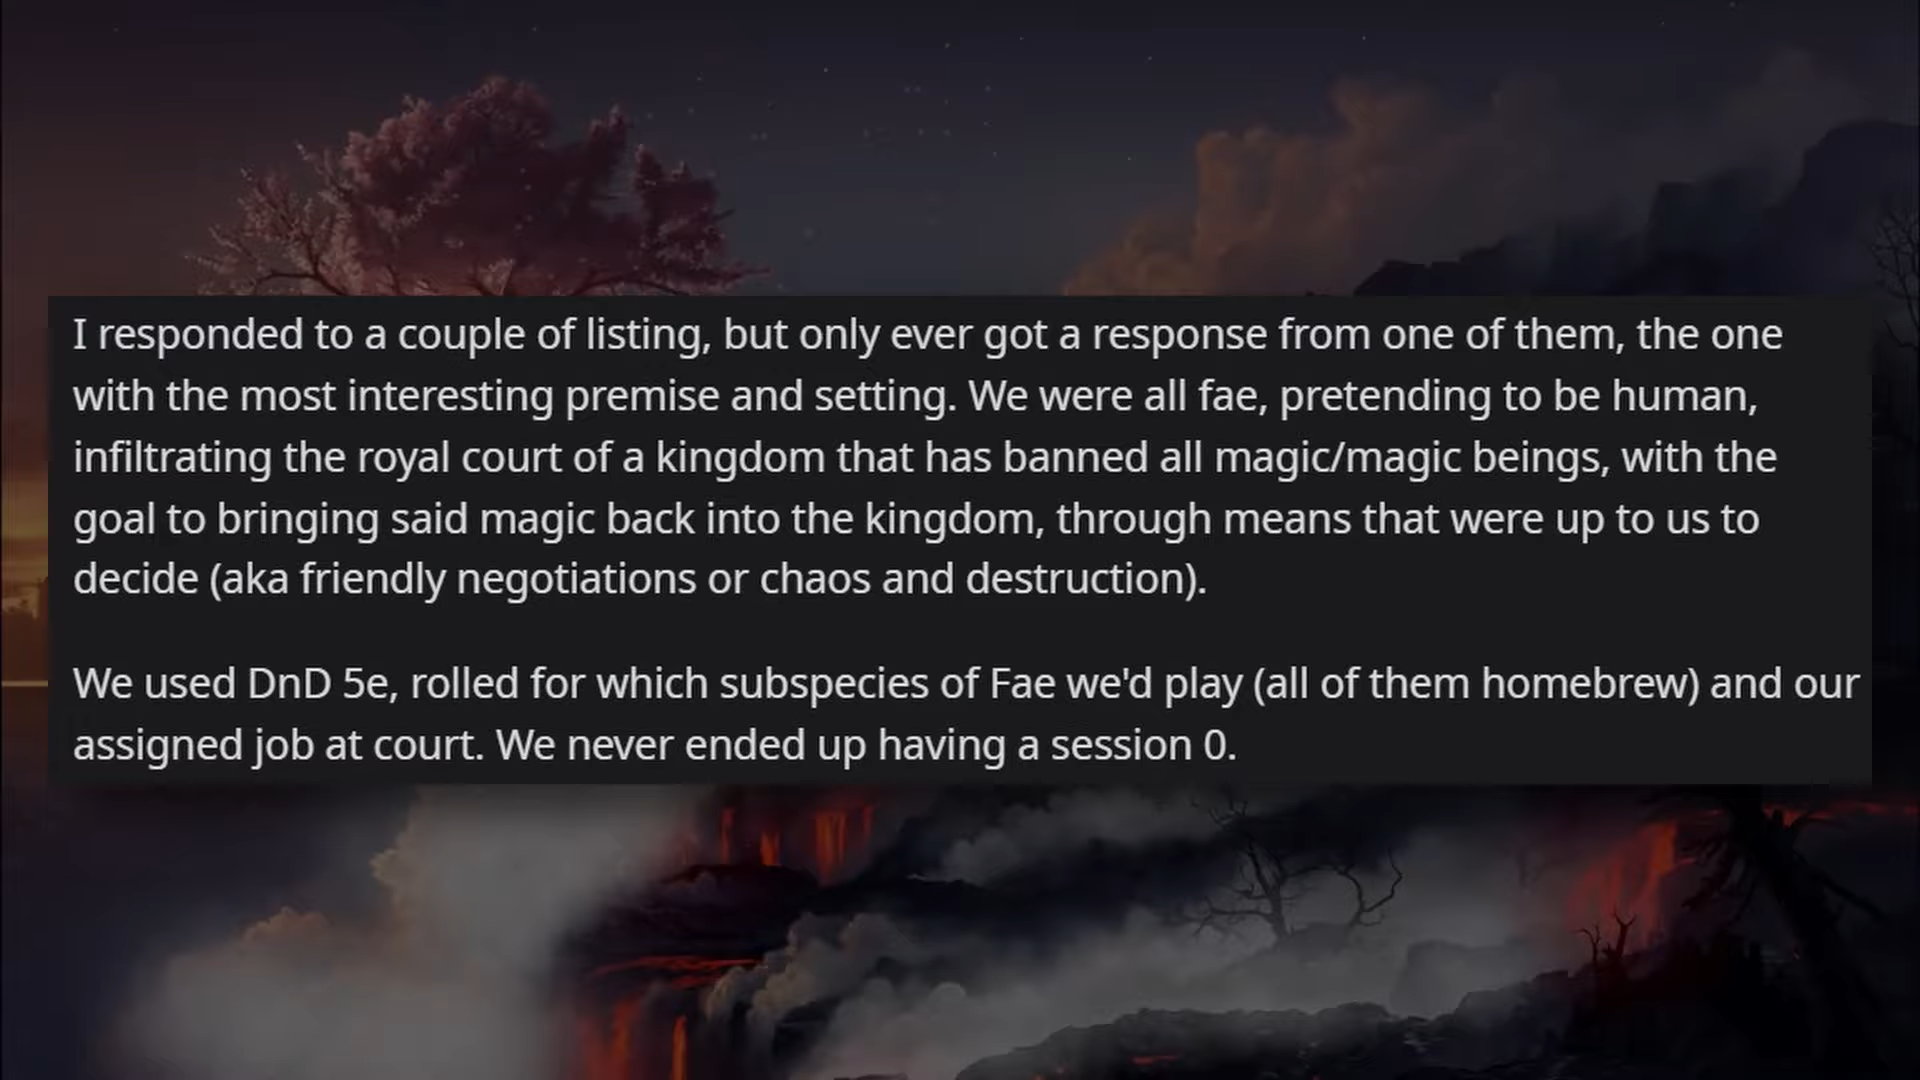 I responded to a couple of listing, but only ever got a response from one of them, the one
with the most interesting premise and setting. We were all fae, pretending to be human,
infiltrating the royal court of a kingdom that has banned all magic/magic beings, with the
goal to bringing said magic back into the kingdom, through means that were up to us to
decide (aka friendly negotiations or chaos and destruction).
We used DnD 5e, rolled for which subspecies of Fae we'd play (all of them homebrew) and our
assigned job at court. We never ended up having a session 0.